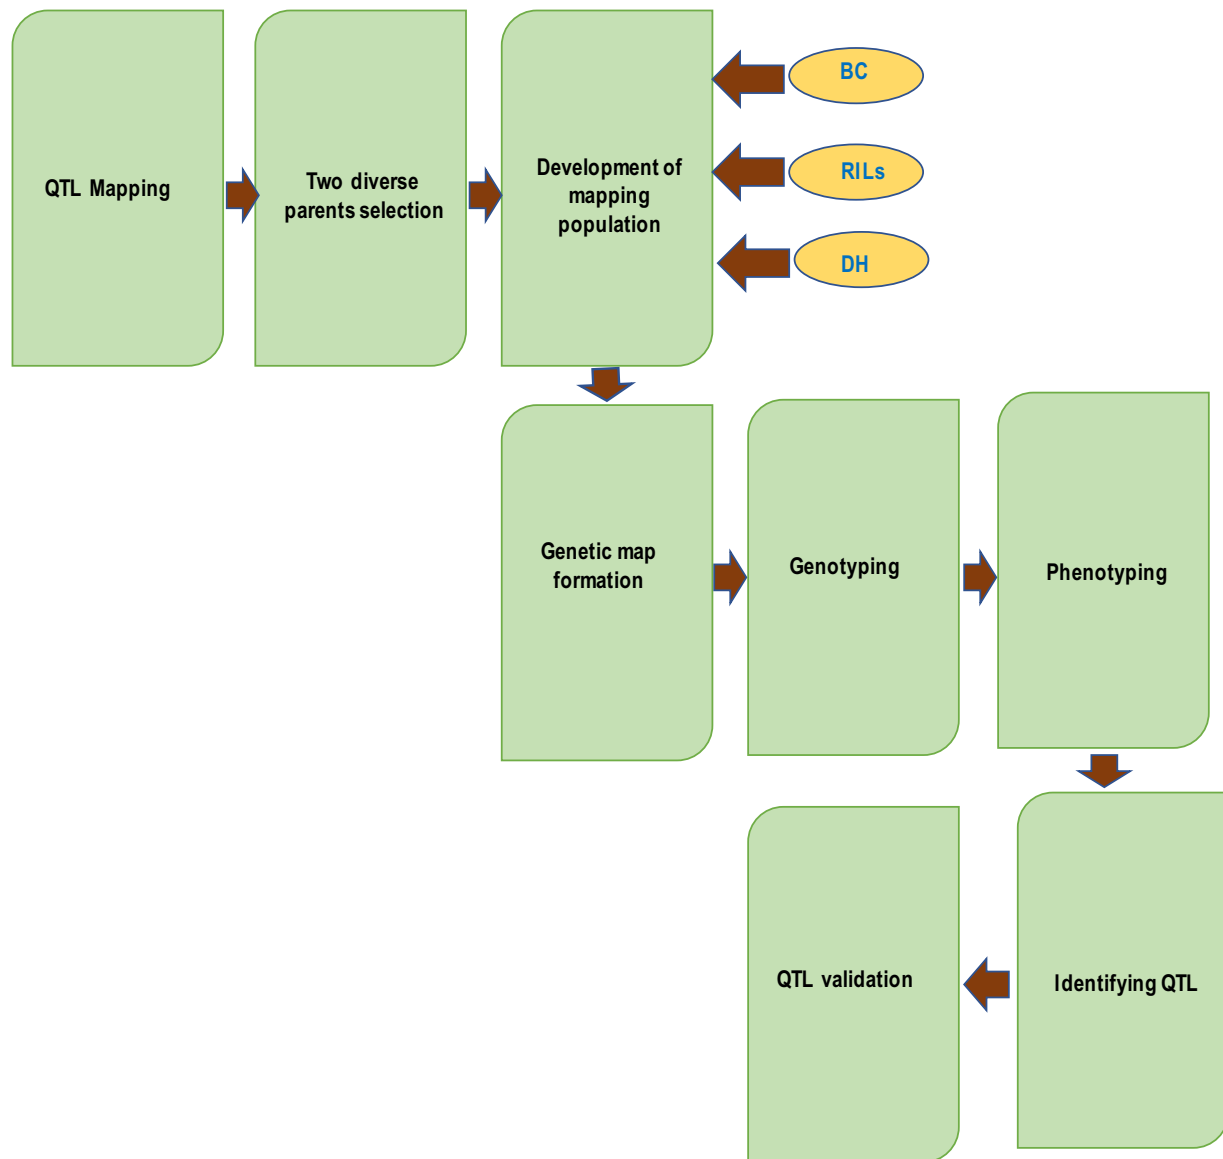 QTL Mapping
Two diverse
parents selection
Development of
mapping
population
BC
RILs
DH
Genetic map
formation
Genotyping
Phenotyping
QTL validation
Identifying QTL